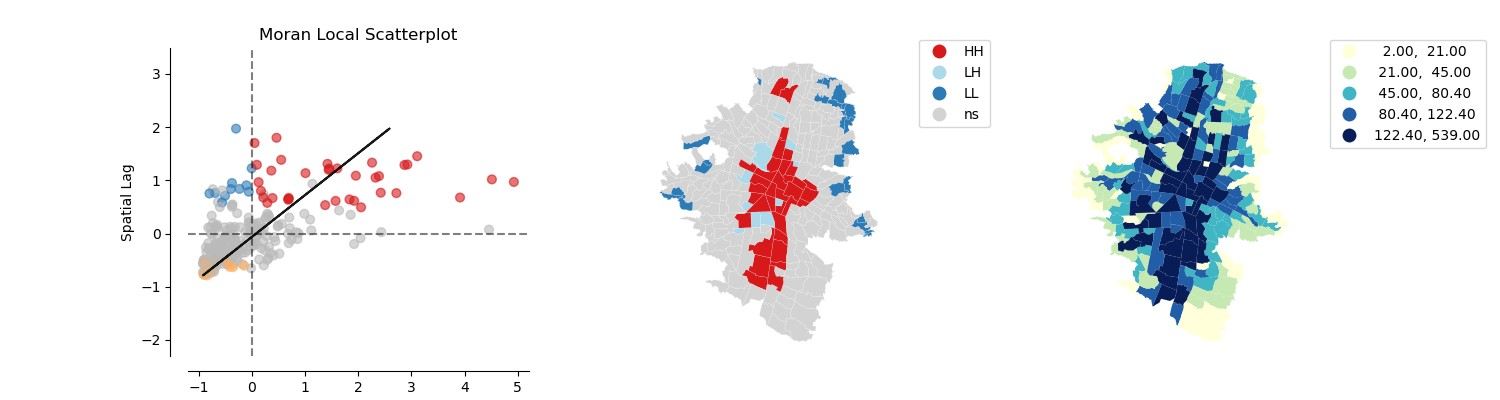 Moran Local Scatterplot
Spatial Lag
3
2
1
0
−1
−2
−1 0 1 2 3 4 5
HH
LH
LL
ns
2.00, 21.00
21.00, 45.00
45.00, 80.40
80.40, 122.40
122.40, 539.00